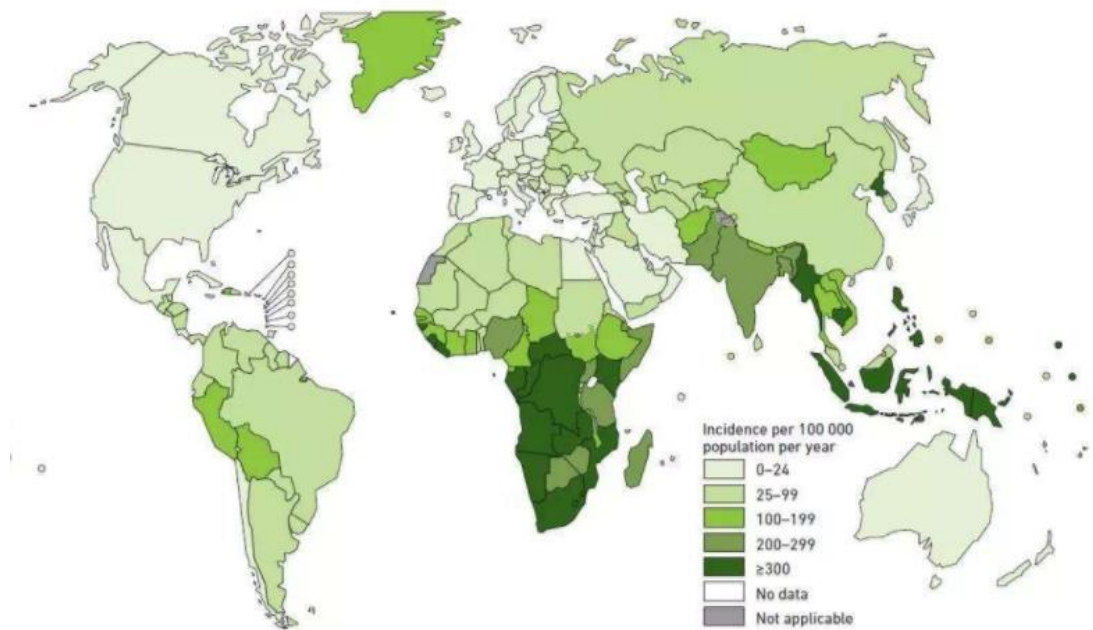 Incidence per 100 000
population per year
0–24
25–99
100–199
200–299
≥300
No data
Not applicable